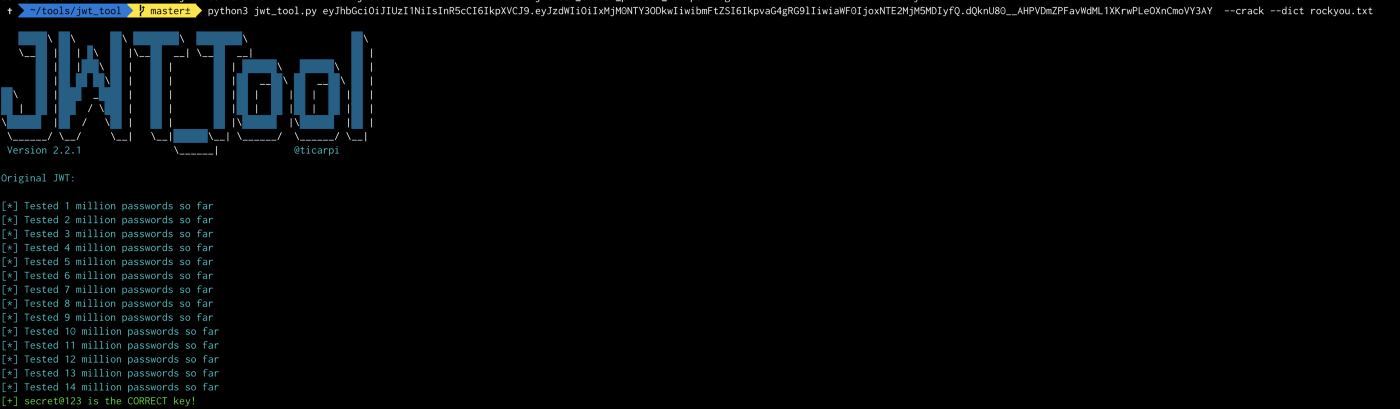 ~/tools/jwt_tool master± python3 jwt_tool.py eyJhbGciOiJIUzI1NiIsInR5cCI6IkpXVCJ9.eyJzdWIiOiIxMjM0NTY3ODkwIiwibmFtZSI6IkpvaG4gRG9lIiwiaWF0IjoxNTE2MjM5MDIyfQ.dQknU80__AHPVDmZPFavWdML1XKrwPLeOXnCmoVY3AY --crack --dict rockyou.txt
JWT_Tool
Version 2.2.1 @ticarpi
Original JWT:
[*] Tested 1 million passwords so far
[*] Tested 2 million passwords so far
[*] Tested 3 million passwords so far
[*] Tested 4 million passwords so far
[*] Tested 5 million passwords so far
[*] Tested 6 million passwords so far
[*] Tested 7 million passwords so far
[*] Tested 8 million passwords so far
[*] Tested 9 million passwords so far
[*] Tested 10 million passwords so far
[*] Tested 11 million passwords so far
[*] Tested 12 million passwords so far
[*] Tested 13 million passwords so far
[*] Tested 14 million passwords so far
[+] secret@123 is the CORRECT key!